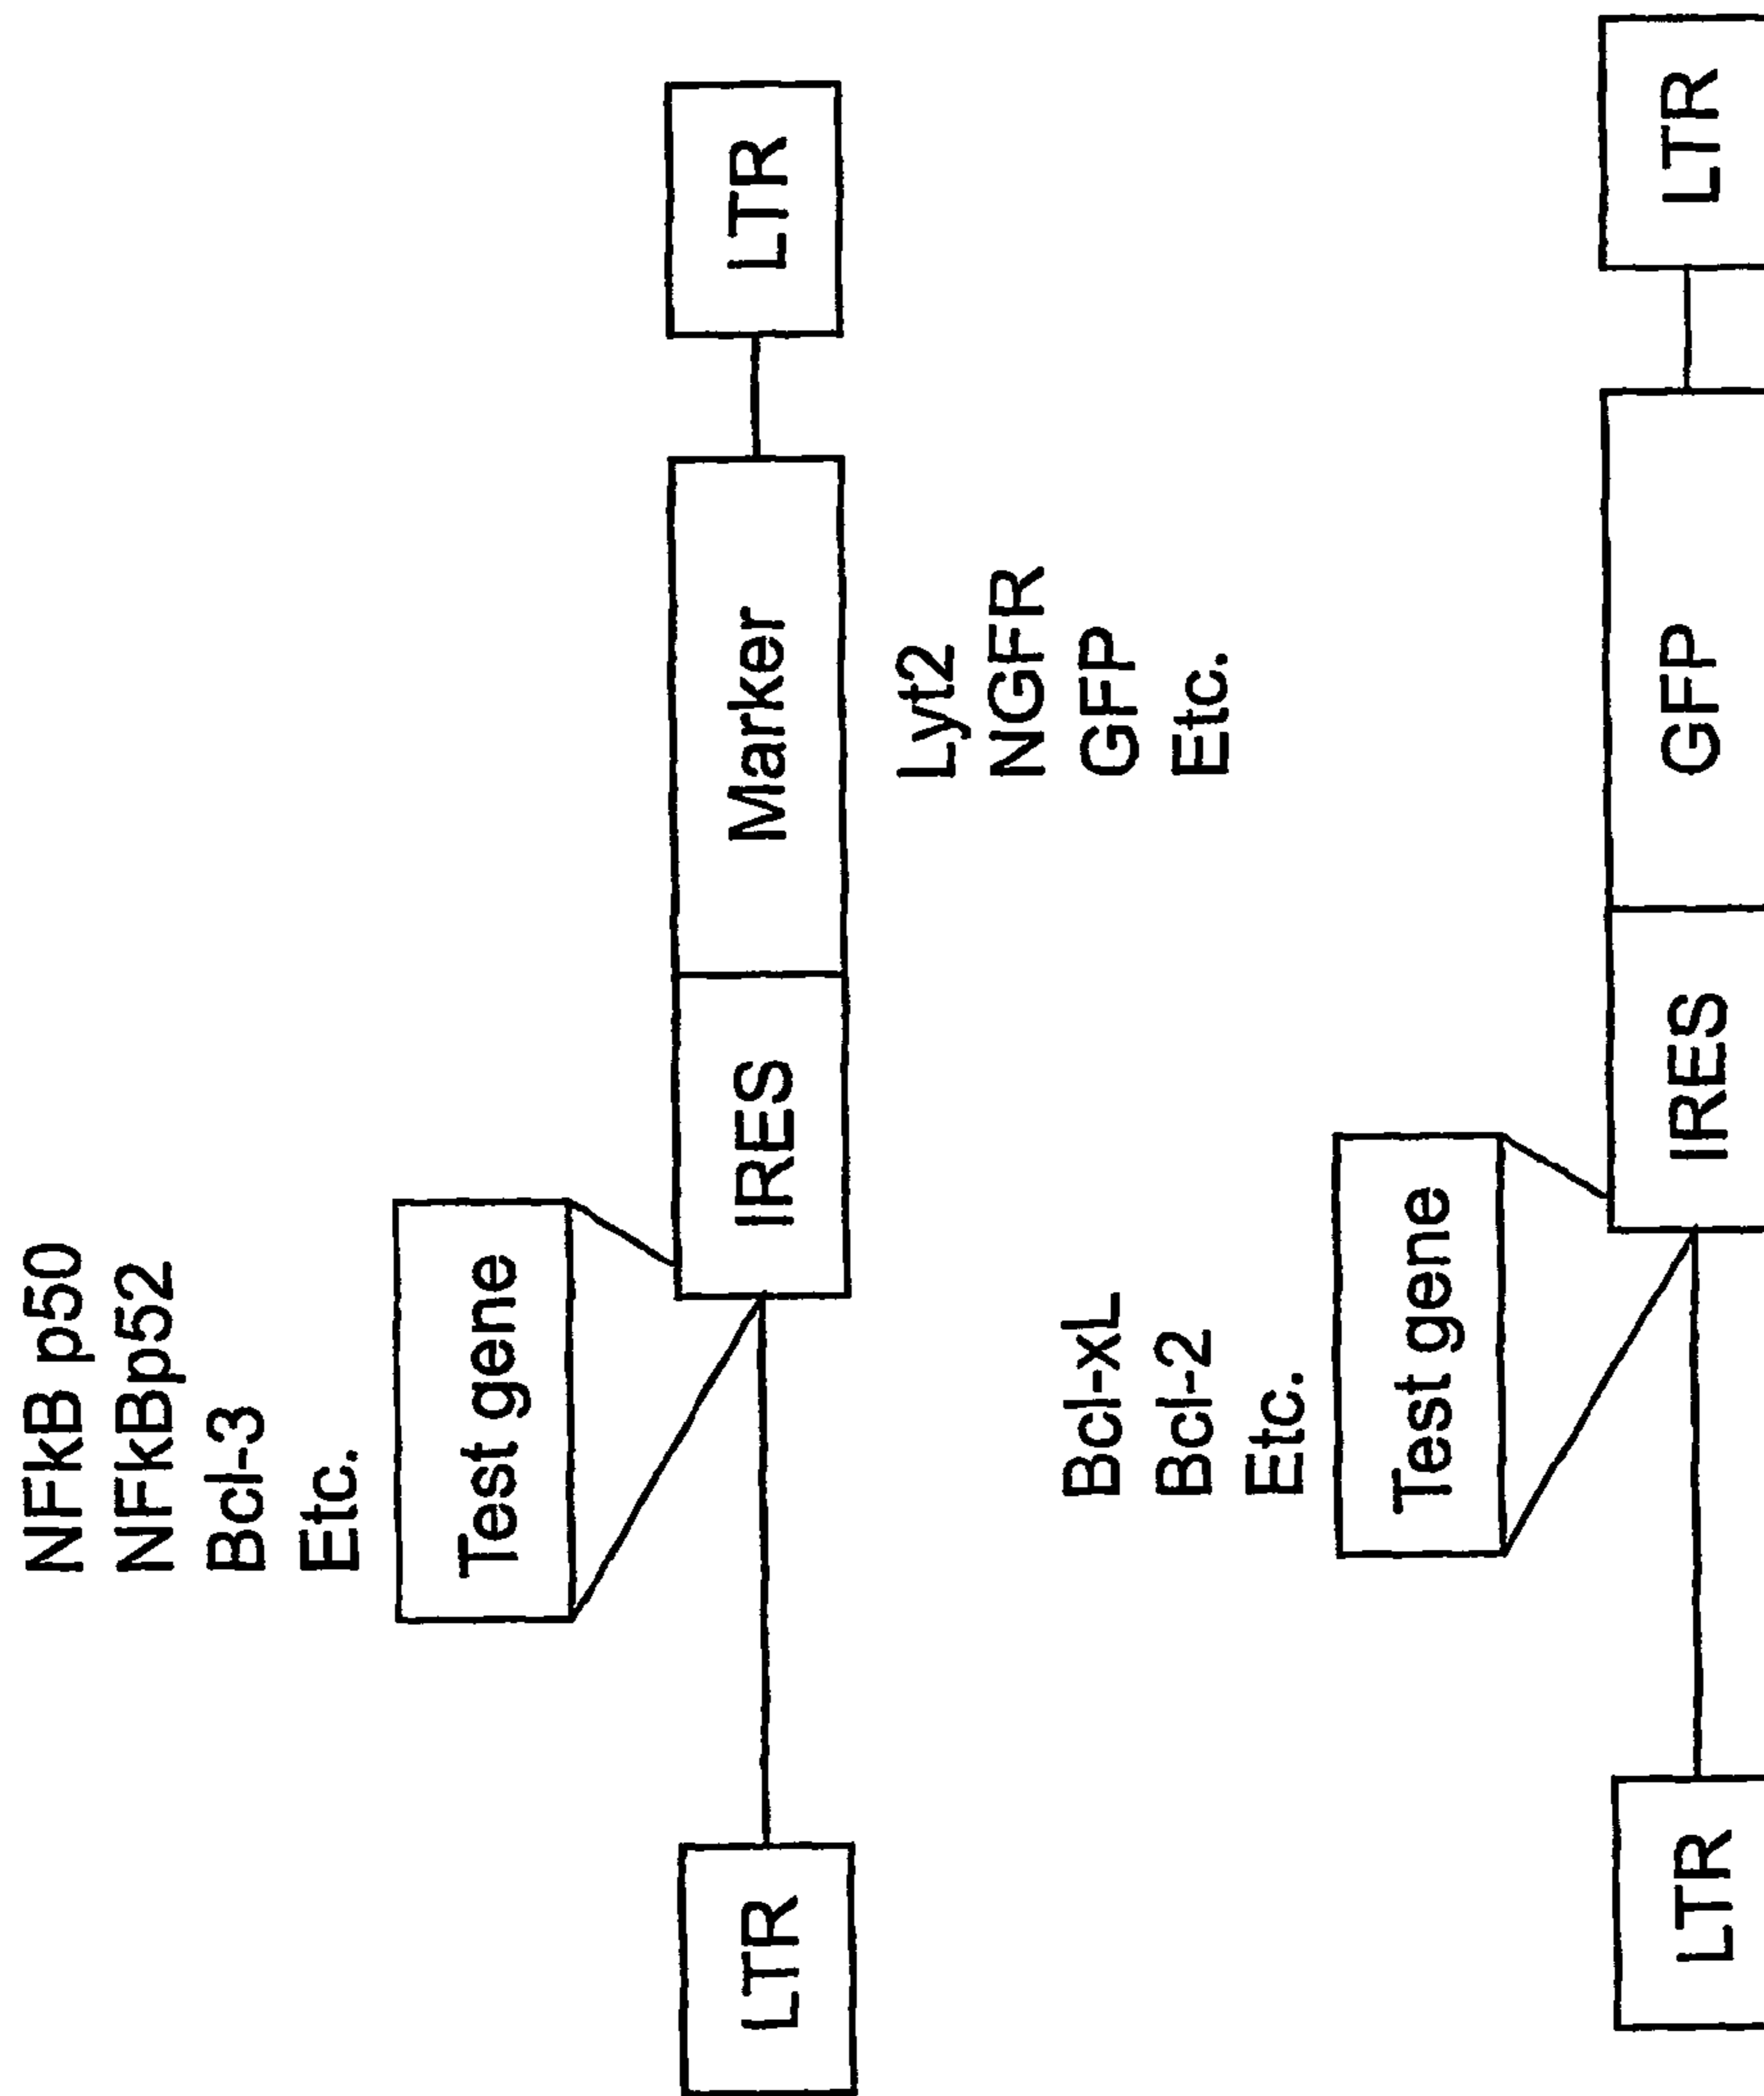 NFkB p50
NFkBp52
Bcl-3
Etc.
Test gene
LTR
IRES
Marker
LTR
Lyt2
NGFR
GFP
Etc.
Bcl-xL
Bcl-2
Etc.
Test gene
LTR
IRES
GFP
LTR